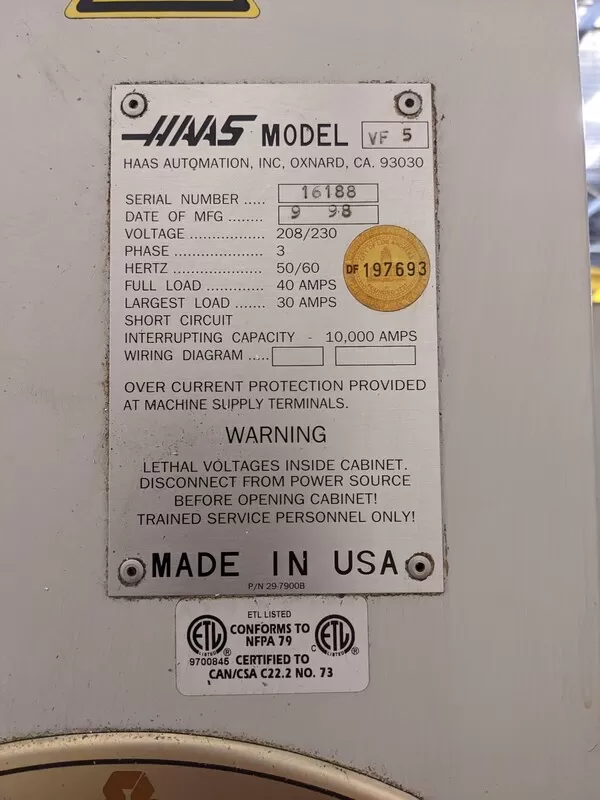 HAAS MODEL VF 5
HAAS AUTOMATION, INC, OXNARD, CA. 93030
SERIAL NUMBER ..... 16188
DATE OF MFG ........ 9 98
VOLTAGE ................. 208/230
PHASE .................... 3
HERTZ .................... 50/60
FULL LOAD ............. 40 AMPS
LARGEST LOAD ....... 30 AMPS
DF 197693
SHORT CIRCUIT
INTERRUPTING CAPACITY - 10,000 AMPS
WIRING DIAGRAM .....
OVER CURRENT PROTECTION PROVIDED
AT MACHINE SUPPLY TERMINALS.
WARNING
LETHAL VOLTAGES INSIDE CABINET.
DISCONNECT FROM POWER SOURCE
BEFORE OPENING CABINET!
TRAINED SERVICE PERSONNEL ONLY!
MADE IN USA
P/N 29-7900B
ETL LISTED
ETL CONFORMS TO C ETL
NFPA 79
9700845 CERTIFIED TO
CAN/CSA C22.2 NO. 73